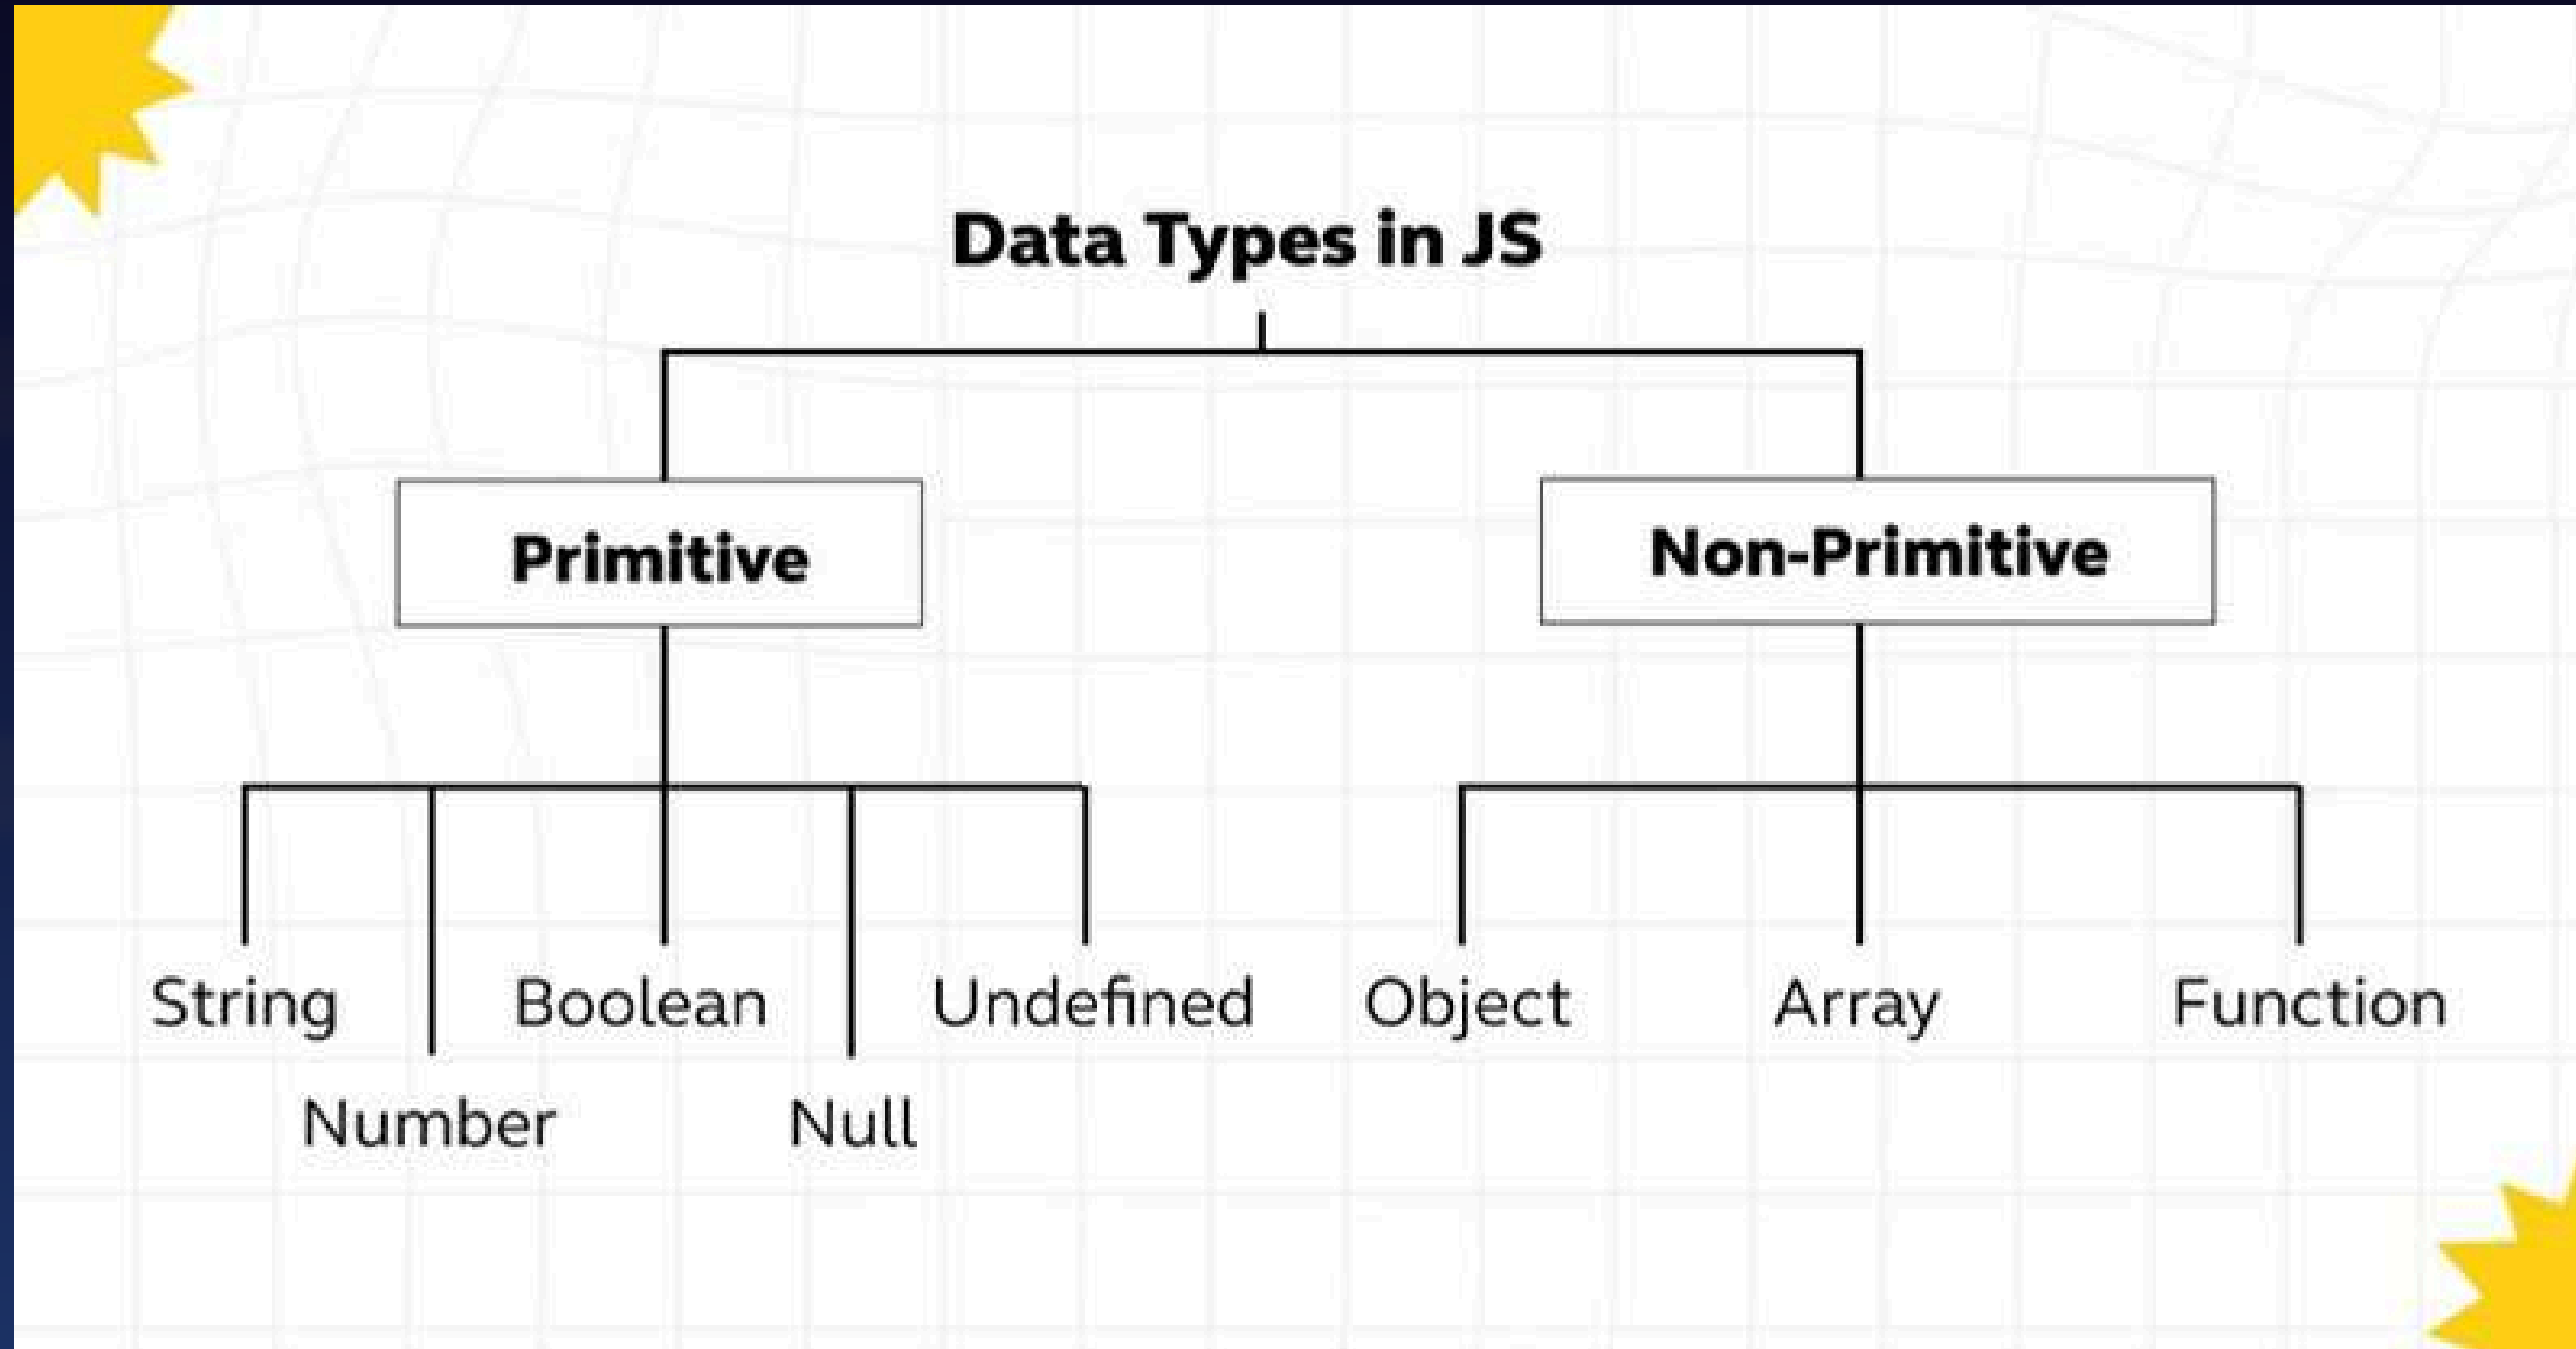 Data Types in JS
Primitive
Non-Primitive
String
Boolean
Undefined
Object
Array
Function
Number
Null